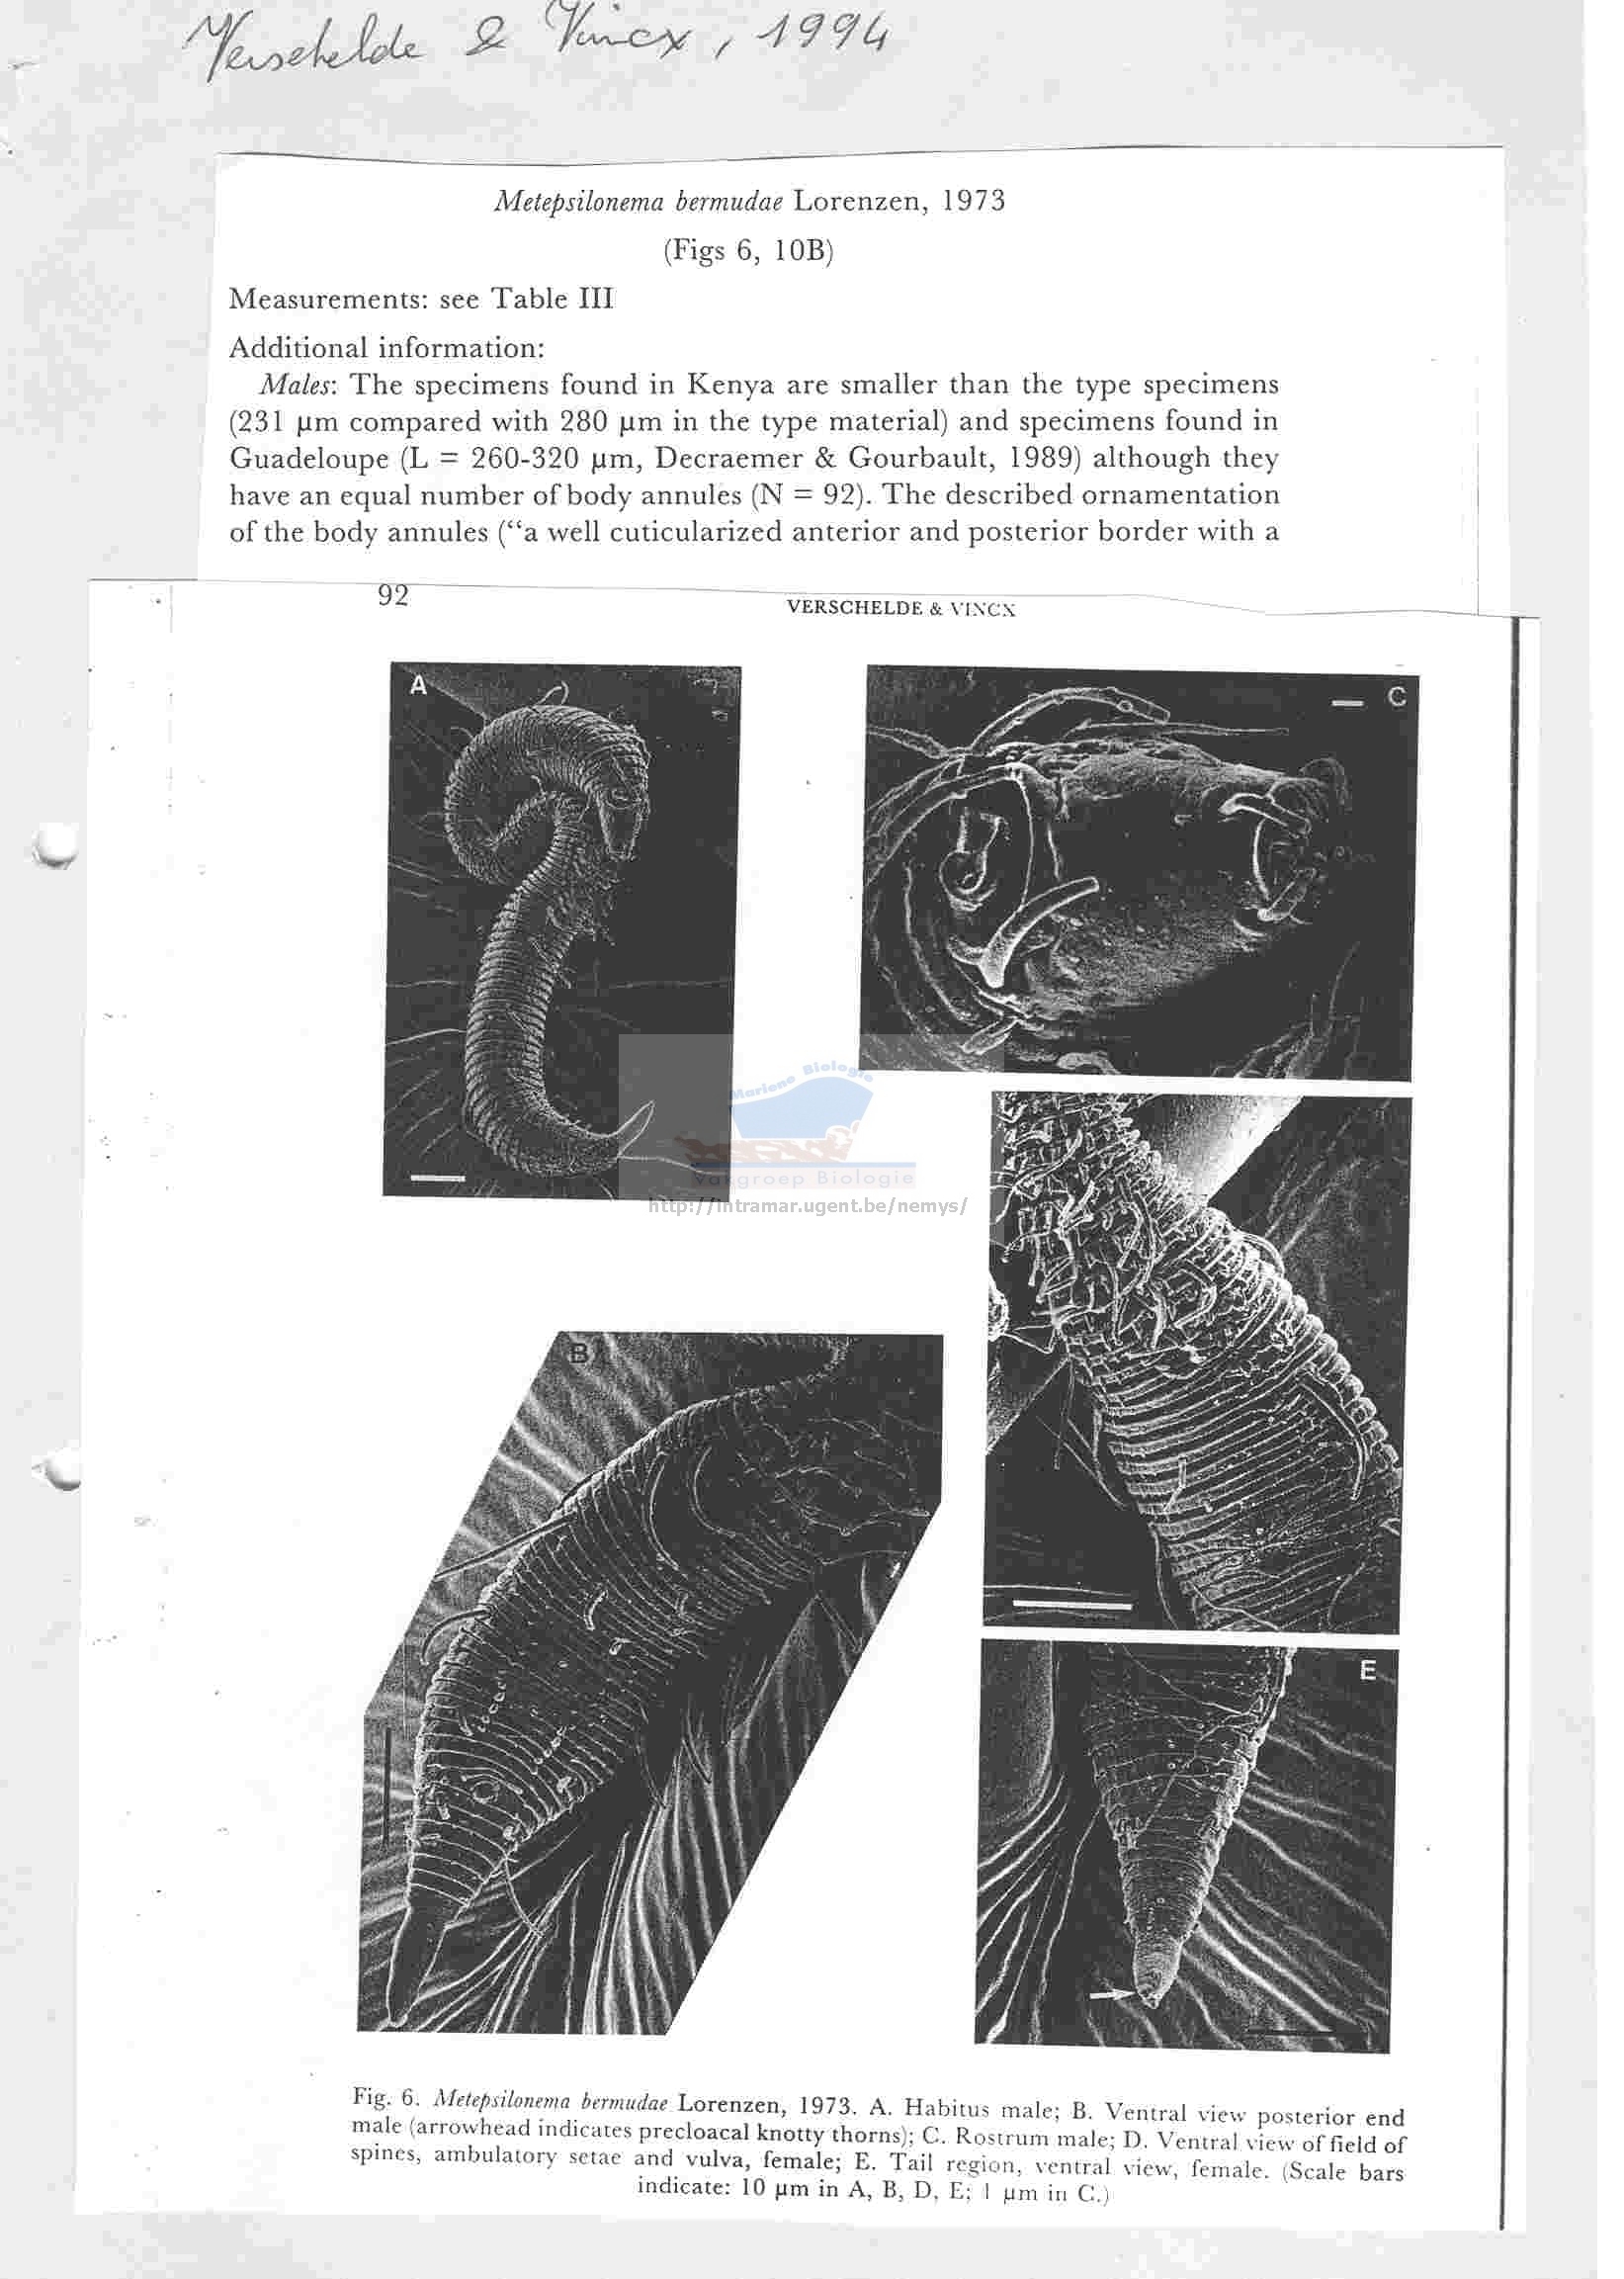 Verschelde & Vincx, 1994
Metepsilonema bermudae Lorenzen, 1973
(Figs 6, 10B)
Measurements: see Table III
Additional information:
Males: The specimens found in Kenya are smaller than the type specimens
(231 µm compared with 280 µm in the type material) and specimens found in
Guadeloupe (L = 260-320 µm, Decraemer & Gourbault, 1989) although they
have an equal number of body annules (N = 92). The described ornamentation
of the body annules (“a well cuticularized anterior and posterior border with a
92
VERSCHELDE & VINCX
A
C
Mariene Biologie
Vakgroep Biologie
http://intramar.ugent.be/nemys/
B
E
Fig. 6. Metepsilonema bermudae Lorenzen, 1973. A. Habitus male; B. Ventral view posterior end
male (arrowhead indicates precloacal knotty thorns); C. Rostrum male; D. Ventral view of field of
spines, ambulatory setae and vulva, female; E. Tail region, ventral view, female. (Scale bars
indicate: 10 µm in A, B, D, E; 1 µm in C.)